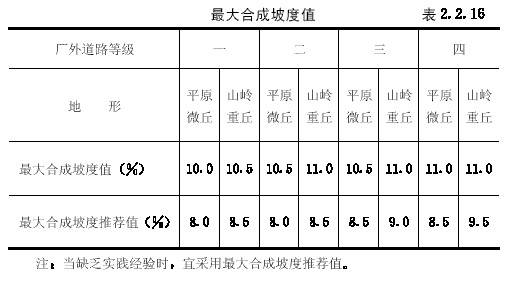 最大合成坡度值 表2.2.16
厂外道路等级 一 二 三 四
地 形 平原微丘 山岭重丘 平原微丘 山岭重丘 平原微丘 山岭重丘 平原微丘 山岭重丘
最大合成坡度值(%) 10.0 10.5 10.5 11.0 10.5 11.0 11.0 11.0
最大合成坡度推荐值(%) 8.0 8.5 8.0 8.5 8.5 9.0 8.5 9.5
注:当缺乏实践经验时,宜采用最大合成坡度推荐值。